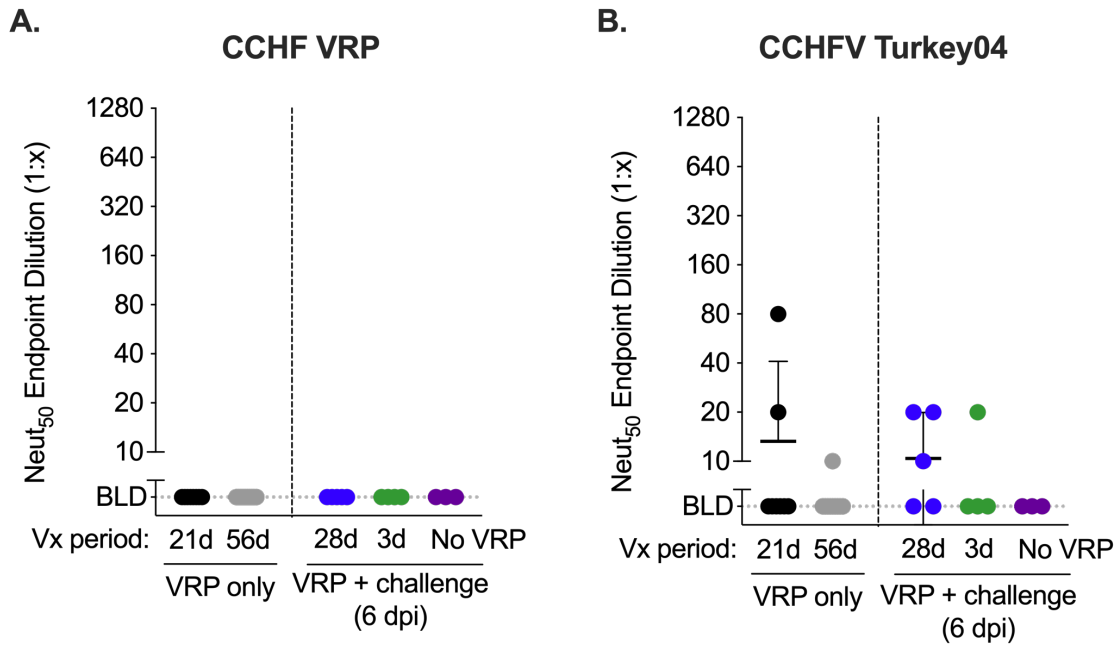 A.
CCHF VRP
Neut50 Endpoint Dilution (1:x)
1280
640
320
160
80
40
20
10
BLD
Vx period: 21d 56d 28d 3d No VRP
VRP only VRP + challenge
(6 dpi)
B.
CCHFV Turkey04
Neut50 Endpoint Dilution (1:x)
1280
640
320
160
80
40
20
10
BLD
Vx period: 21d 56d 28d 3d No VRP
VRP only VRP + challenge
(6 dpi)